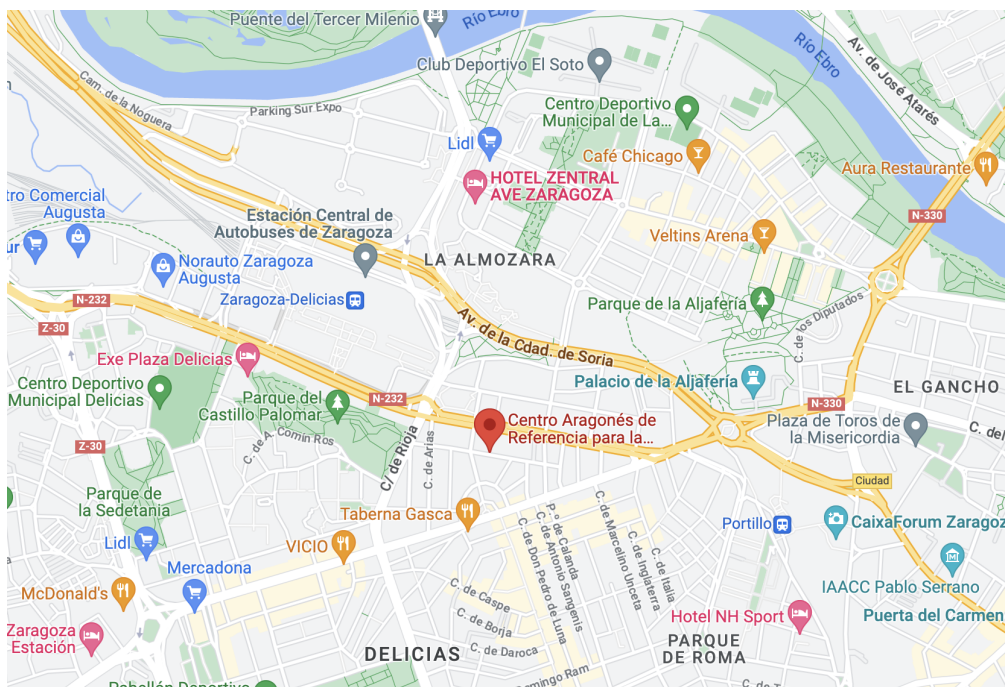 Puente del Tercer Milenio
Río Ebro
Club Deportivo El Soto
Río Ebro
Av. de José Atarés
Cam. de la Noguera
Parking Sur Expo
Centro Deportivo
Municipal de La...
Lidl
Café Chicago
Aura Restaurante
HOTEL ZENTRAL
AVE ZARAGOZA
tro Comercial
Augusta
Estación Central de
Autobuses de Zaragoza
N-330
Veltins Arena
ur
LA ALMOZARA
Norauto Zaragoza
Augusta
N-232
Zaragoza-Delicias
Parque de la Aljafería
C. de los Diputados
Z-30
Av. de la Cdad. de Soria
Exe Plaza Delicias
Centro Deportivo
Municipal Delicias
Palacio de la Aljafería
EL GANCHO
Parque del
Castillo Palomar
N-232
N-330
Centro Aragonés de
Referencia para la...
Plaza de Toros de
la Misericordia
C. del
Z-30
C. de A. Comin Ros
C/ de Rioja
C. de Arias
Ciudad
Parque de
la Sedetania
Taberna Gasca
Portillo
CaixaForum Zaragoz
Lidl
VICIO
P.º de Calanda
C. de Antonio Sangenis
C. de Don Pedro de Luna
C. de Marcelino Unceta
C. de Inglaterra
C. de Italia
Mercadona
McDonald's
IAACC Pablo Serrano
C. de Caspe
Hotel NH Sport
Puerta del Carmen
C. de Borja
Zaragoza
Estación
DELICIAS
C. de Daroca
PARQUE
DE ROMA
omingo Ram
Pabellón Deportivo